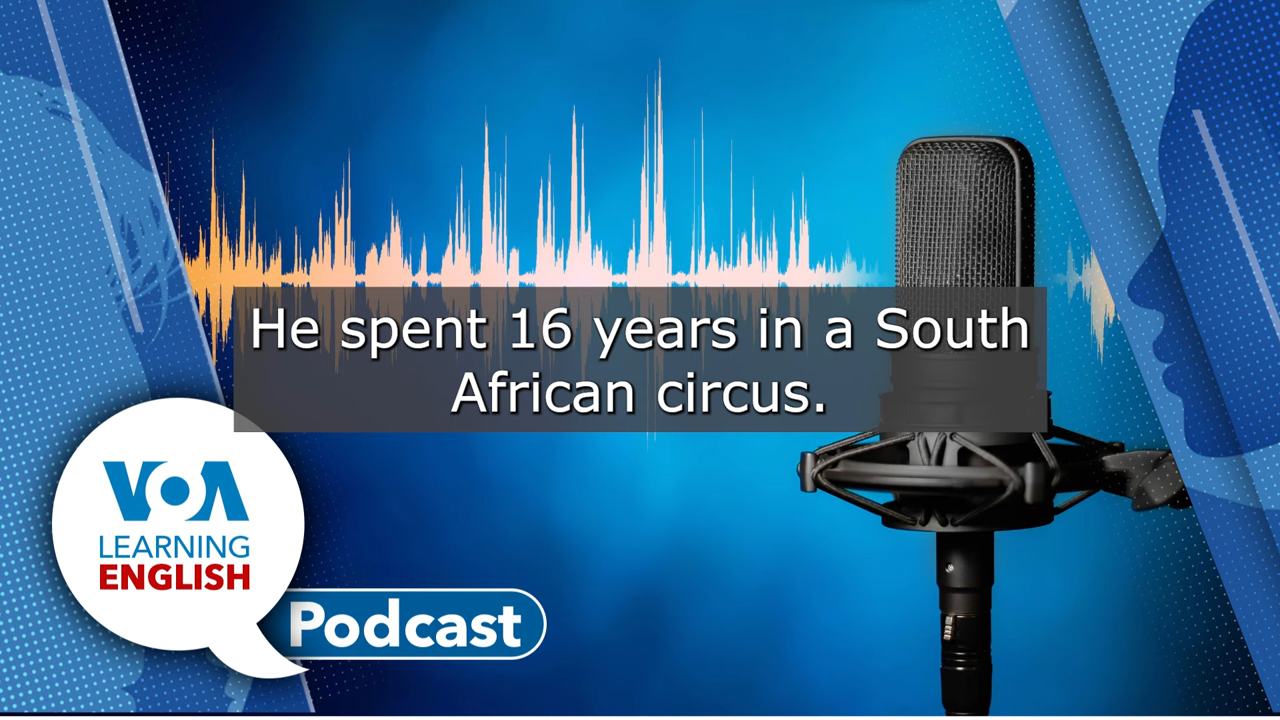 He spent 16 years in a South
African circus.
VOA
LEARNING
ENGLISH
Podcast